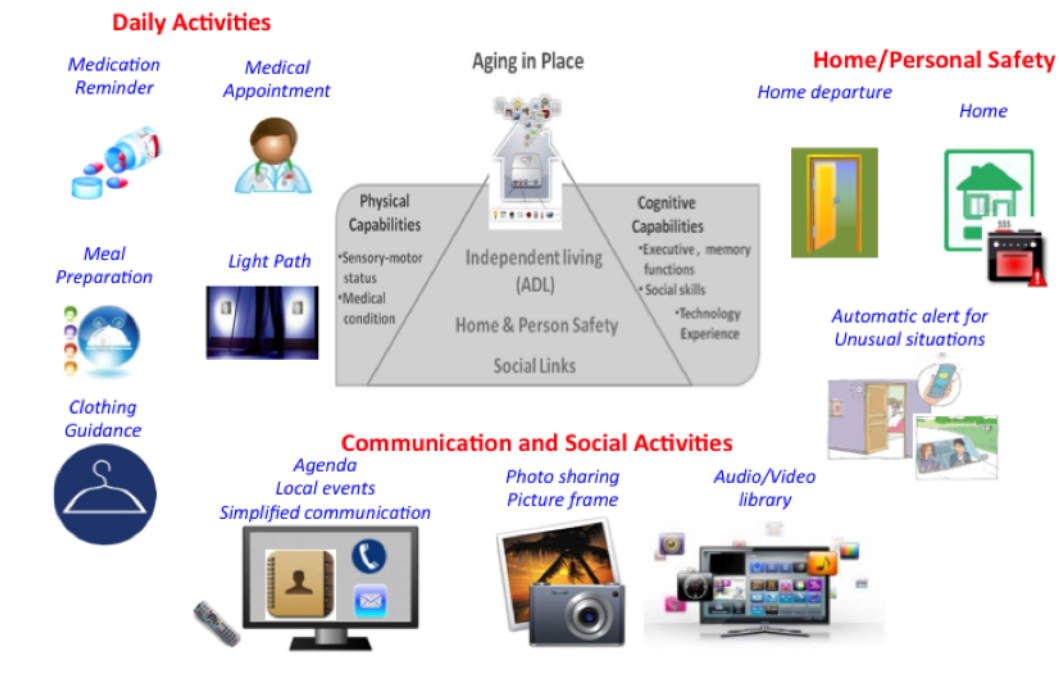 Daily Activities
Medication
Reminder
Medical
Appointment
Meal
Preparation
Light Path
Clothing
Guidance
Aging in Place
Physical
Capabilities
•Sensory-motor
status
•Medical
condition
Independent living
(ADL)
Home & Person Safety
Social Links
Cognitive
Capabilities
•Executive, memory
functions
• Social skills
•Technology
Experience
Home/Personal Safety
Home departure
Home
$$$
Automatic alert for
Unusual situations
Communication and Social Activities
Agenda
Local events
Simplified communication
Photo sharing
Picture frame
Audio/Video
library